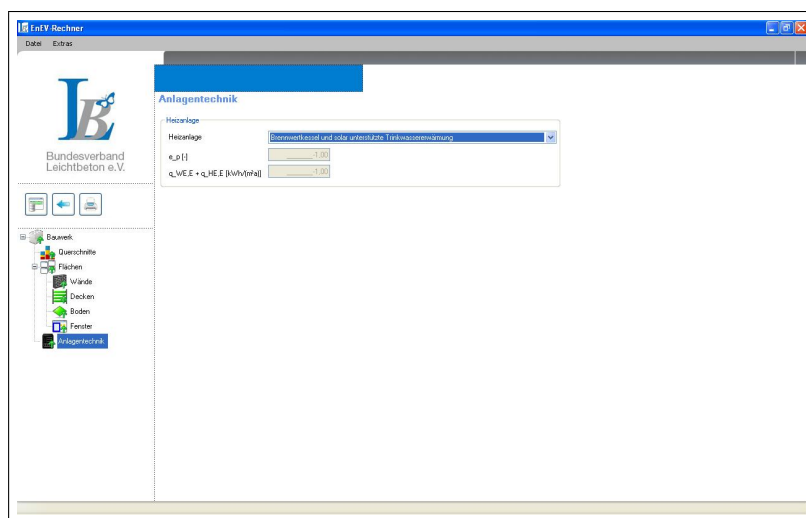 EnEV-Rechner
Datei Extras
Anlagentechnik
Heizanlage
Heizanlage Brennwertkessel und solar unterstützte Trinkwassererwärmung
e_p [-] -1,00
q_WE,E + q_HE,E [kWh/(m²a)] -1,00
LB
Bundesverband
Leichtbeton e.V.
Bauwerk
Querschnitte
Flächen
Wände
Decken
Boden
Fenster
Anlagentechnik